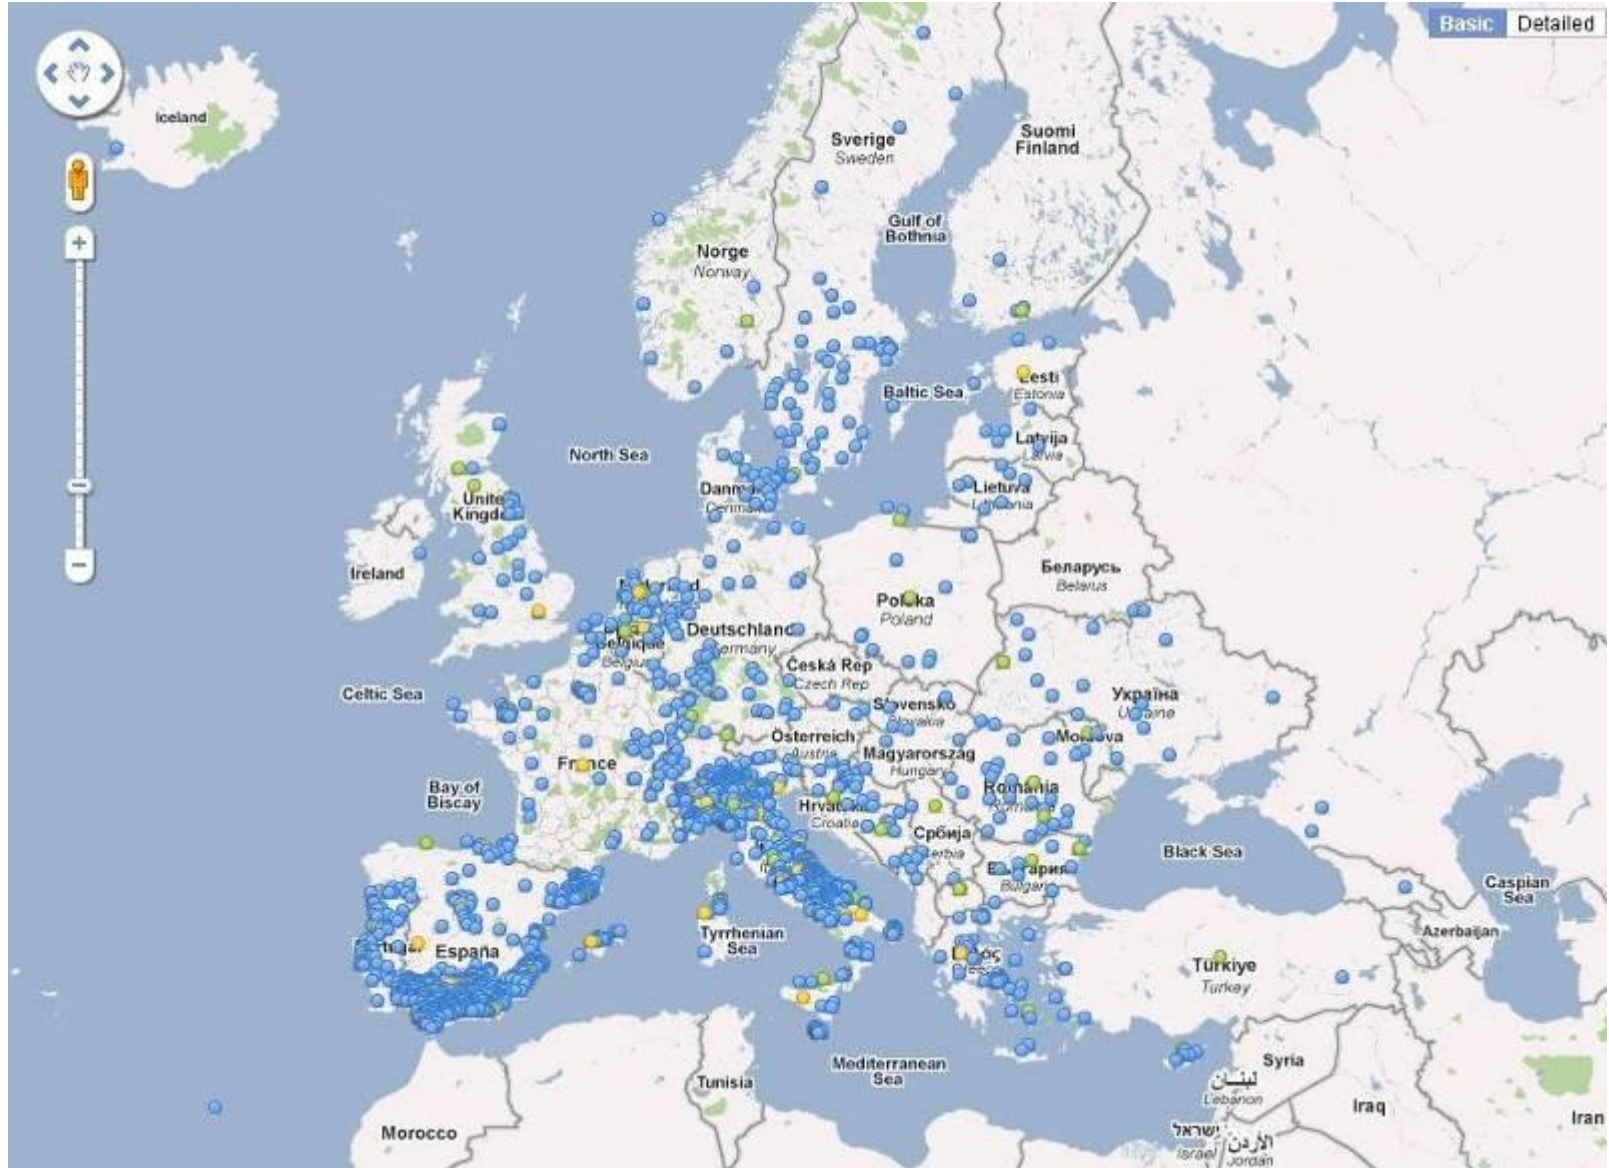 Basic Detailed
Iceland
Sverige
Sweden
Suomi
Finland
Gulf of
Bothnia
Norge
Norway
Baltic Sea
Eesti
Estonia
North Sea
Latvija
Latvia
Lietuva
United
Kingdom
Ireland
Беларусь
Belarus
Polska
Poland
Deutschland
Germany
Belgique
Česká Rep
Czech Rep
Celtic Sea
Slovensko
Slovakia
Україна
Ukraine
Österreich
Austria
Moldova
Magyarország
Hungary
France
Bay of
Biscay
România
Hrvatska
Croatia
Србија
Serbia
Black Sea
България
Bulgaria
Caspian
Sea
Azerbaijan
Tyrrhenian
Sea
España
Türkiye
Turkey
Mediterranean
Sea
Syria
لبنان
Lebanon
Tunisia
Iraq
Iran
Morocco
ישראל
Israel
الأردن
Jordan